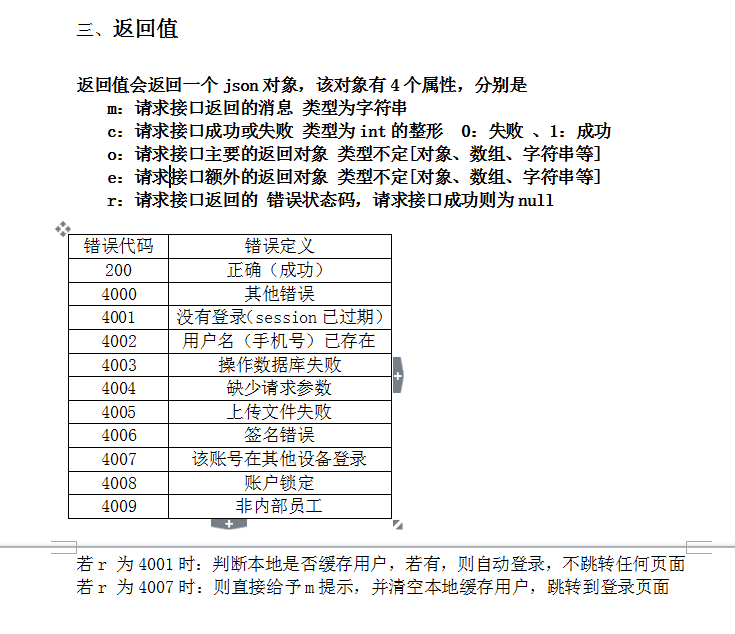 三、返回值
返回值会返回一个 json 对象，该对象有 4 个属性，分别是
m：请求接口返回的消息 类型为字符串
c：请求接口成功或失败 类型为 int 的整形 0：失败 、1：成功
o：请求接口主要的返回对象 类型不定[对象、数组、字符串等]
e：请求接口额外的返回对象 类型不定[对象、数组、字符串等]
r：请求接口返回的 错误状态码，请求接口成功则为 null
错误代码 错误定义
200 正确（成功）
4000 其他错误
4001 没有登录（session 已过期）
4002 用户名（手机号）已存在
4003 操作数据库失败
4004 缺少请求参数
4005 上传文件失败
4006 签名错误
4007 该账号在其他设备登录
4008 账户锁定
4009 非内部员工
若 r 为 4001 时：判断本地是否缓存用户，若有，则自动登录，不跳转任何页面
若 r 为 4007 时：则直接给予 m 提示，并清空本地缓存用户，跳转到登录页面